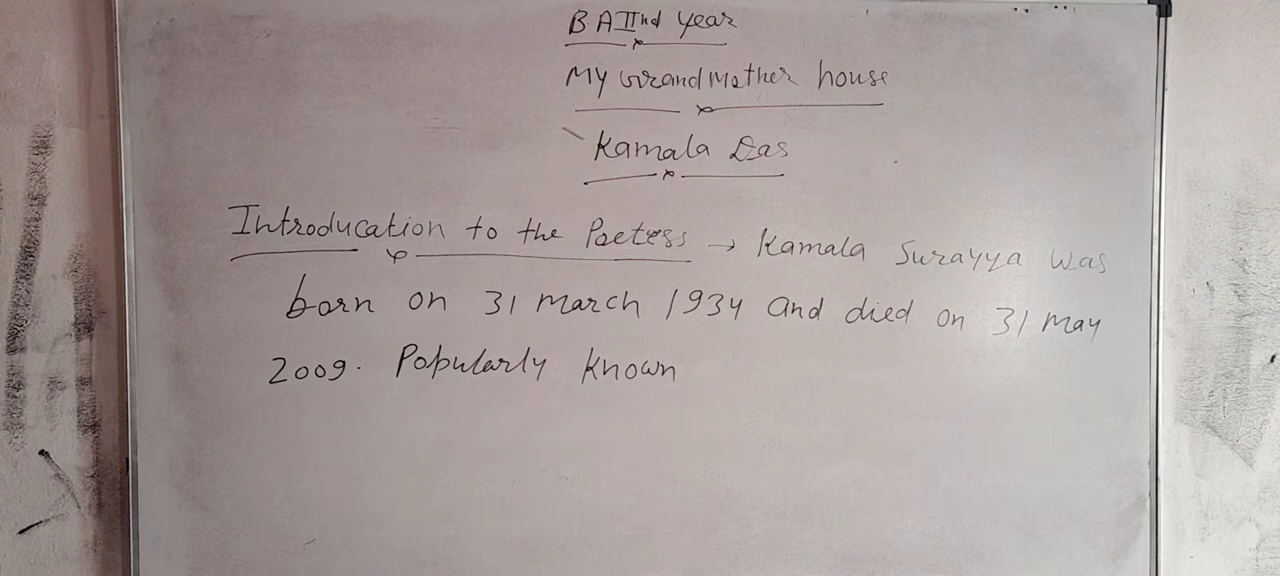 B A IInd year
My Grand Mother house
Kamala Das
Introducation to the Poetess → Kamala Surayya was
born on 31 March 1934 and died on 31 May
2009. Popularly known